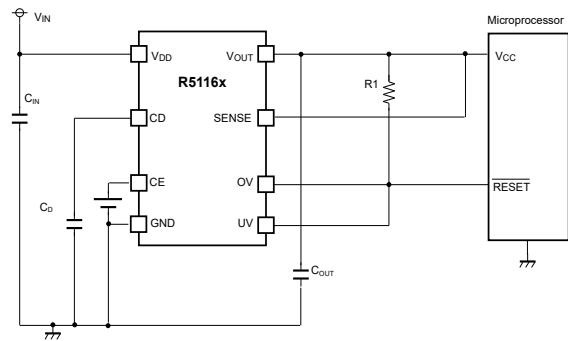 VIN
Microprocessor
VDD
VOUT
VCC
R5116x
R1
CIN
CD
SENSE
CE
OV
RESET
CD
GND
UV
COUT